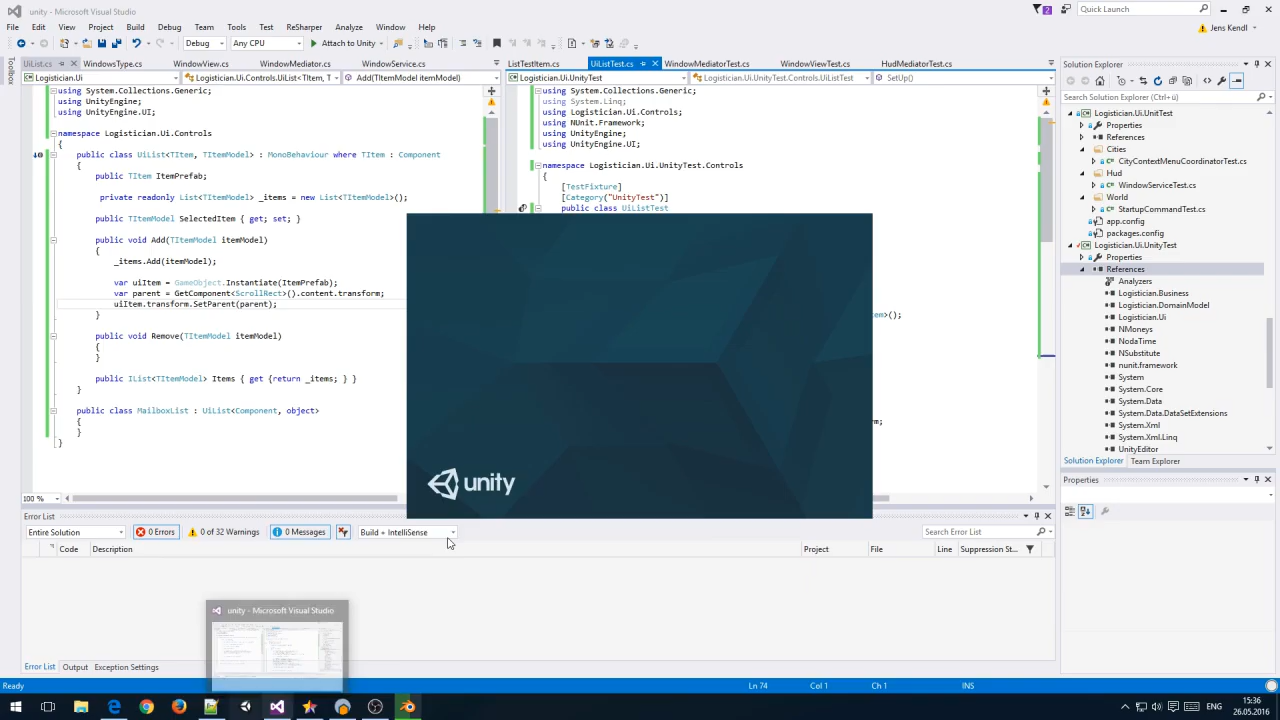 unity - Microsoft Visual Studio
2
Quick Launch
File Edit View Project Build Debug Team Tools Test ReSharper Analyze Window Help
Jens Kendl
Debug Any CPU Attach to Unity
UiList.cs WindowsType.cs WindowView.cs WindowMediator.cs WindowService.cs
ListTestItem.cs UiListTest.cs WindowMediatorTest.cs WindowViewTest.cs HudMediatorTest.cs
Logistician.Ui Logistician.Ui.Controls.UiList<TItem, T Add(TItemModel itemModel)
Logistician.Ui.UnityTest Logistician.Ui.UnityTest.Controls.UiListTest SetUp()
Toolbox
using System.Collections.Generic;
using UnityEngine;
using UnityEngine.UI;
namespace Logistician.Ui.Controls
{
public class UiList<TItem, TItemModel> : MonoBehaviour where TItem : Component
{
public TItem ItemPrefab;
private readonly List<TItemModel> _items = new List<TItemModel>();
public TItemModel SelectedItem { get; set; }
public void Add(TItemModel itemModel)
{
_items.Add(itemModel);
var uiItem = GameObject.Instantiate(ItemPrefab);
var parent = GetComponent<ScrollRect>().content.transform;
uiItem.transform.SetParent(parent);
}
public void Remove(TItemModel itemModel)
{
}
public IList<TItemModel> Items { get {return _items; } }
}
public class MailboxList : UiList<Component, object>
{
}
}
100 %
using System.Collections.Generic;
using System.Linq;
using Logistician.Ui.Controls;
using NUnit.Framework;
using UnityEngine;
using UnityEngine.UI;
namespace Logistician.Ui.UnityTest.Controls
{
[TestFixture]
[Category("UnityTest")]
public class UiListTest
em>();
m;
unity
Solution Explorer
Search Solution Explorer (Ctrl+ü)
Logistician.Ui.UnitTest
Properties
References
Cities
CityContextMenuCoordinatorTest.cs
Hud
WindowServiceTest.cs
World
StartupCommandTest.cs
app.config
packages.config
Logistician.Ui.UnityTest
Properties
References
Analyzers
Logistician.Business
Logistician.DomainModel
Logistician.Ui
NMoneys
NodaTime
NSubstitute
nunit.framework
System
System.Core
System.Data
System.Data.DataSetExtensions
System.Xml
System.Xml.Linq
UnityEditor
Solution Explorer Team Explorer
Properties
Error List
Entire Solution 0 Errors 0 of 32 Warnings 0 Messages Build + IntelliSense Search Error List
Code Description Project File Line Suppression St...
unity - Microsoft Visual Studio
Error List Output Immediate Settings
Ready Ln 74 Col 1 Ch 1 INS
ENG
15:36
26.05.2016